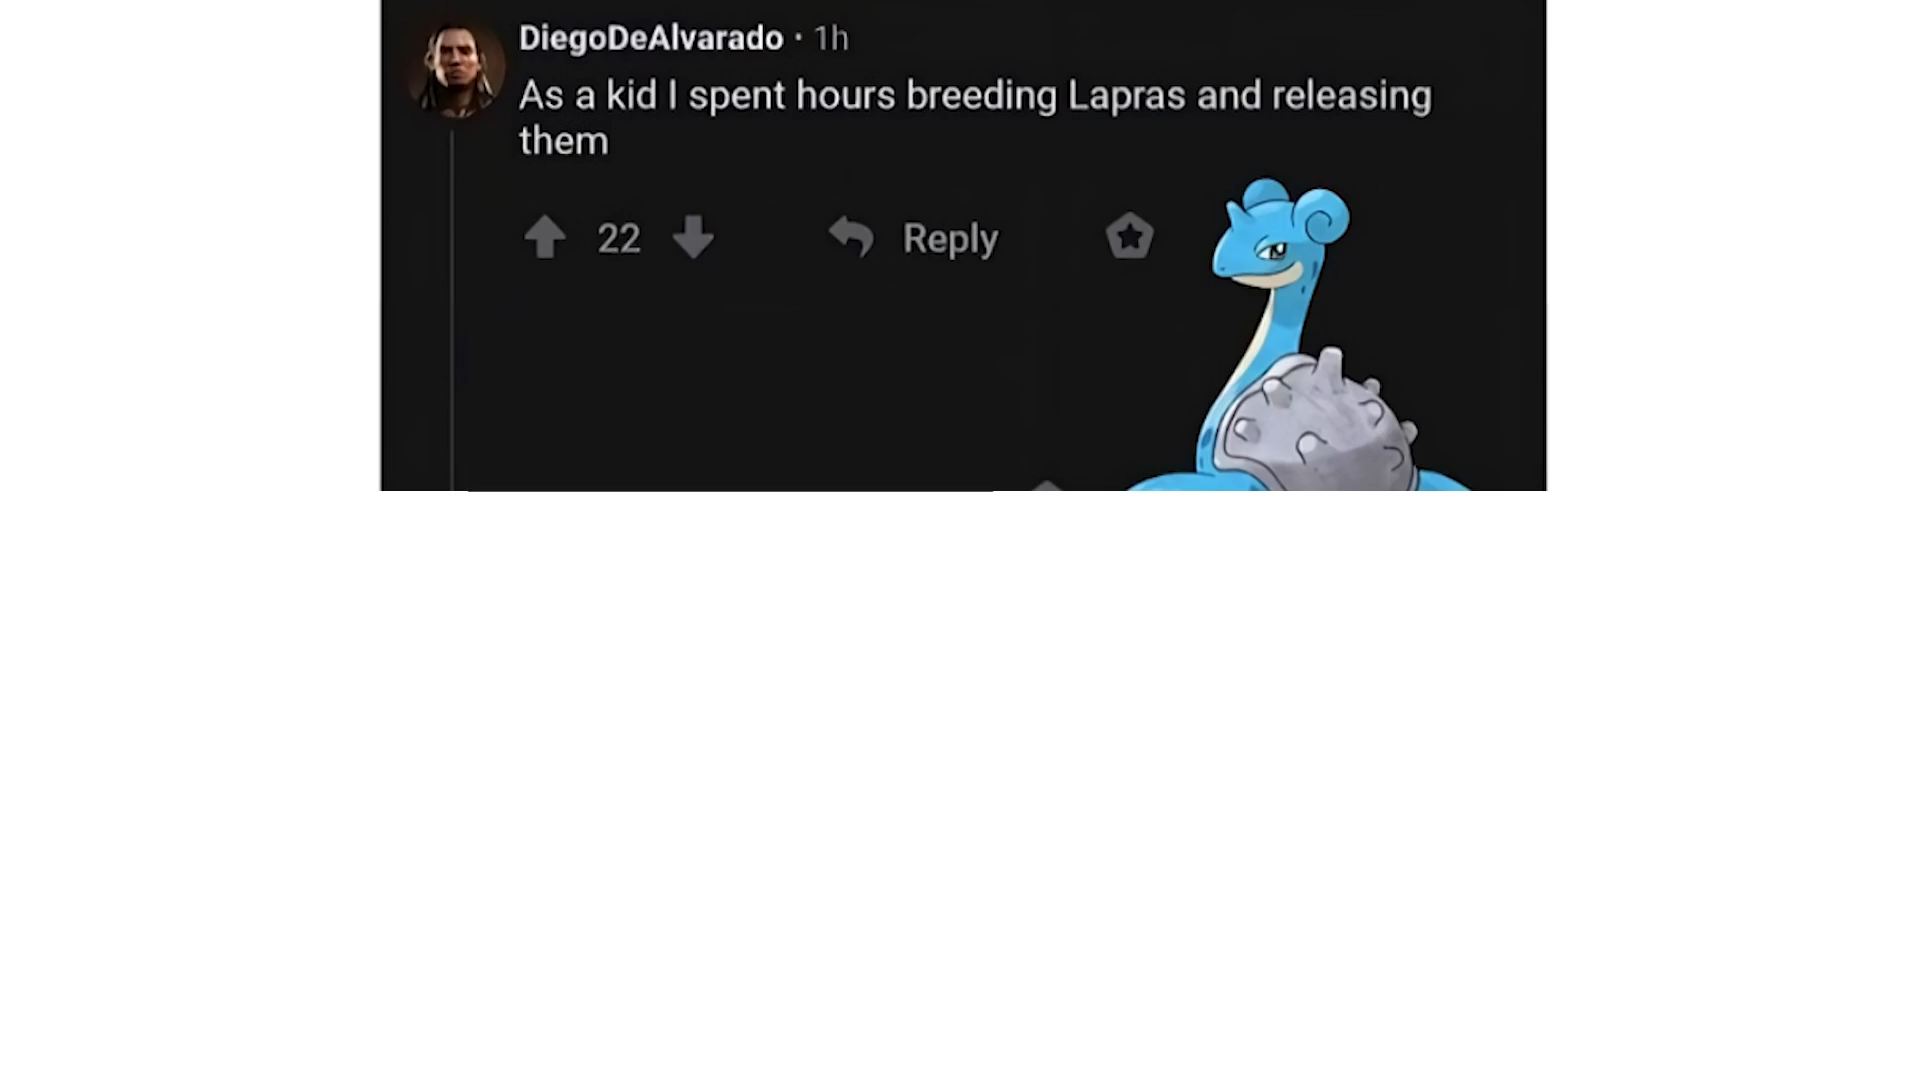 DiegoDeAlvarado • 1h
As a kid I spent hours breeding Lapras and releasing
them
22 Reply